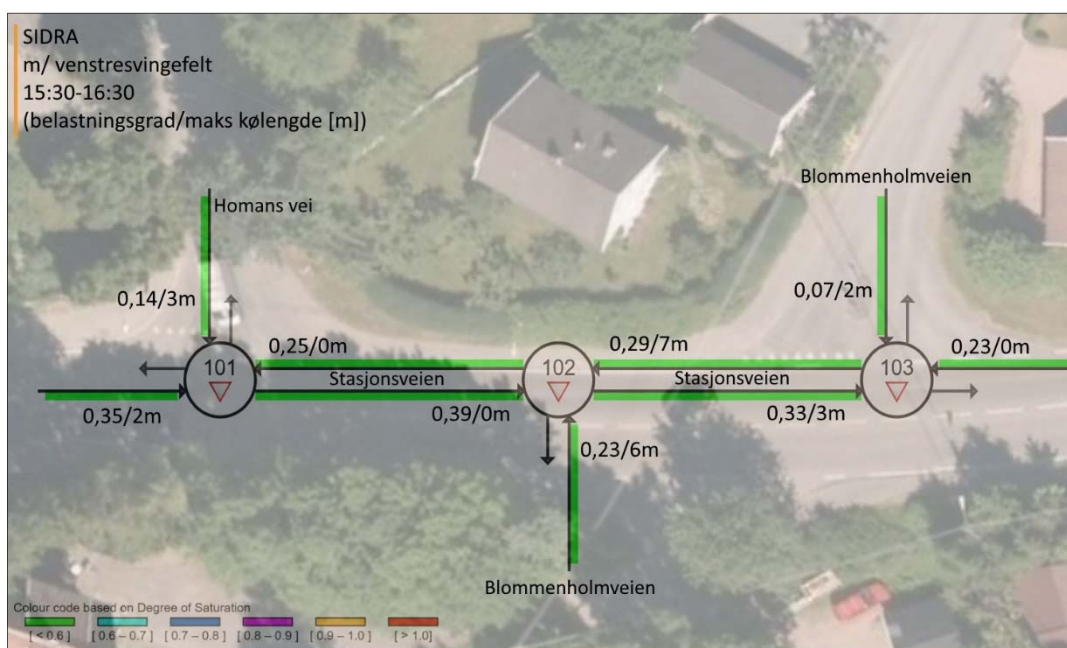 SIDRA
m/ venstresvingefelt
15:30-16:30
(belastningsgrad/maks kølengde [m])
Blommenholmveien
Homans vei
0,14/3m
0,07/2m
0,25/0m
0,29/7m
0,23/0m
101
102
103
Stasjonsveien
Stasjonsveien
0,35/2m
0,39/0m
0,33/3m
0,23/6m
Blommenholmveien
Colour code based on Degree of Saturation
[ < 0.6 ] [ 0.6 – 0.7 ] [ 0.7 – 0.8 ] [ 0.8 – 0.9 ] [ 0.9 – 1.0 ] [ > 1.0 ]